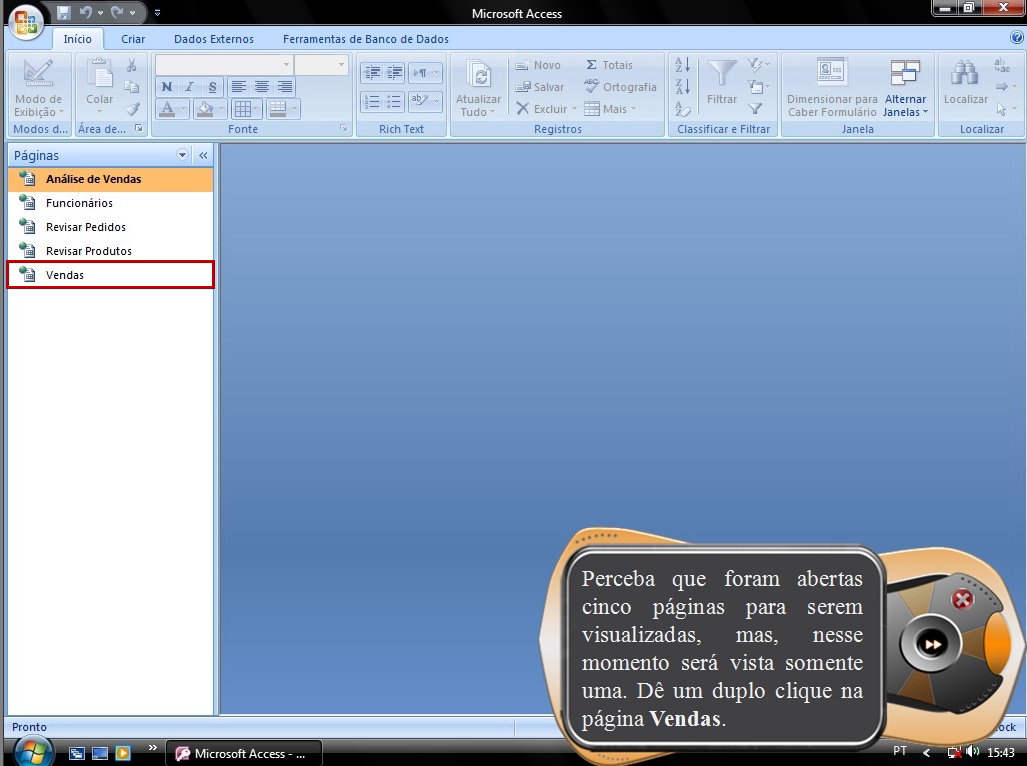 Microsoft Access
Início Criar Dados Externos Ferramentas de Banco de Dados
Modo de Exibição
Modos d...
Colar
Área de...
N I S
A
Fonte
ab
Rich Text
Atualizar Tudo
Novo Σ Totais
Salvar ABC Ortografia
Excluir Mais
Registros
A Z
Z A
Filtrar
Classificar e Filtrar
Dimensionar para Caber Formulário
Alternar Janelas
Janela
Localizar
ab ac
Localizar
Páginas «
Análise de Vendas
Funcionários
Revisar Pedidos
Revisar Produtos
Vendas
Perceba que foram abertas
cinco páginas para serem
visualizadas, mas, nesse
momento será vista somente
uma. Dê um duplo clique na
página Vendas.
Pronto
ock
» Microsoft Access - ...
PT < 15:43